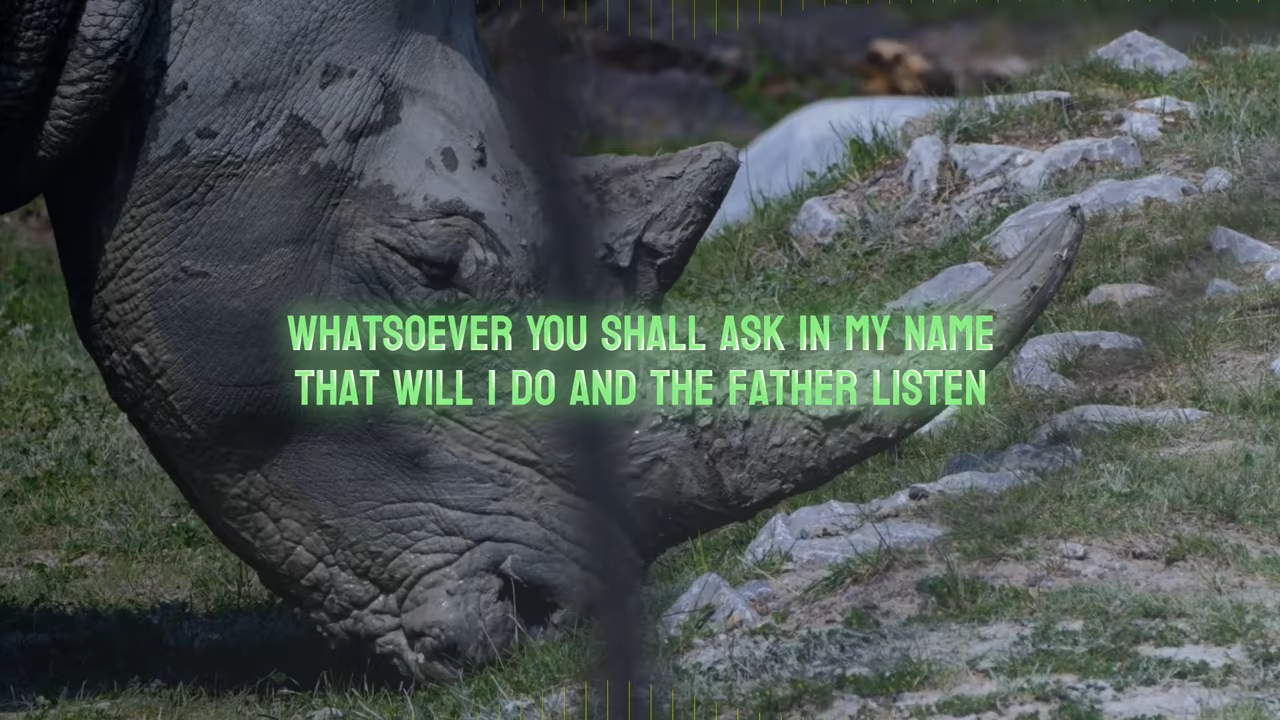 WHATSOEVER YOU SHALL ASK IN MY NAME
THAT WILL I DO AND THE FATHER LISTEN